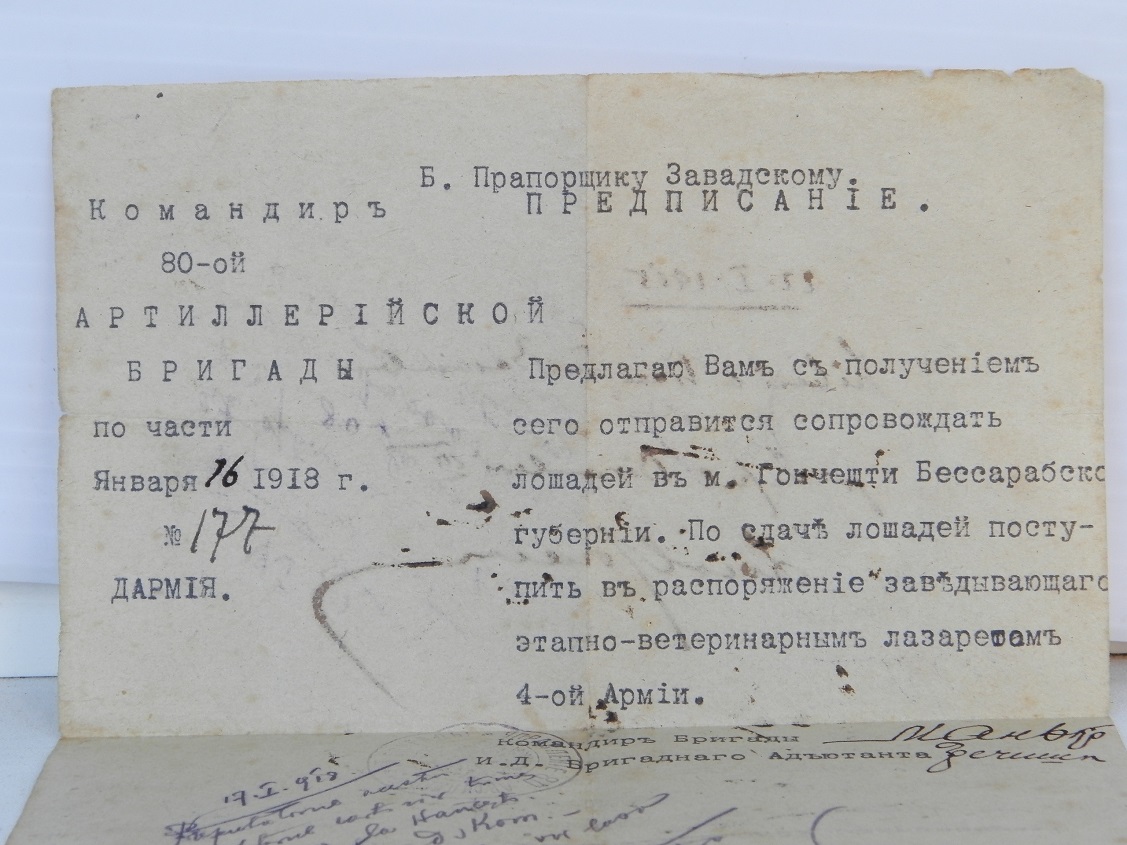 Б. Прапорщику Завадскому.
ПРЕДПИСАНІЕ.
Командиръ
80-ой
АРТИЛЛЕРІЙСКОЙ
БРИГАДЫ
по части
Января 16 1918 г.
№ 177
ДАРМІЯ.
Предлагаю Вамъ съ полученіемъ
сего отправится сопровождать
лошадей въ м. Гончешти Бессарабско
губерніи. По сдачѣ лошадей посту-
пить въ распоряженіе завѣдывающаго
этапно-ветеринарнымъ лазаретомъ
4-ой Арміи.
Командиръ Бригады
и.д. Бригаднаго Адъютанта
17.I.918